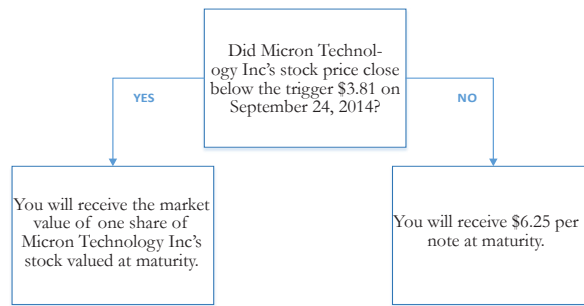 Did Micron Technol-
ogy Inc's stock price close
below the trigger $3.81 on
September 24, 2014?
YES
NO
You will receive the market
value of one share of
Micron Technology Inc's
stock valued at maturity.
You will receive $6.25 per
note at maturity.